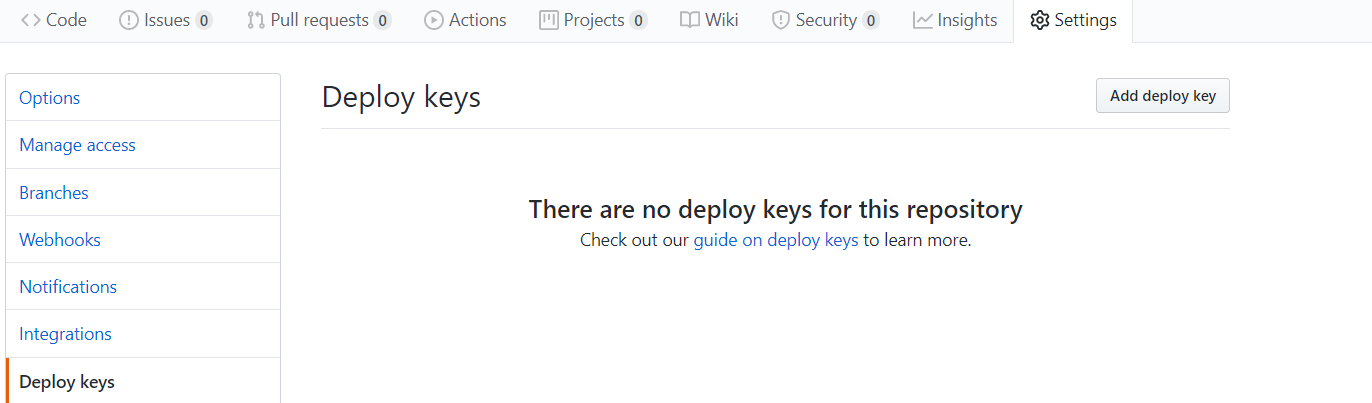 Code Issues 0 Pull requests 0 Actions Projects 0 Wiki Security 0 Insights Settings
Options
Manage access
Branches
Webhooks
Notifications
Integrations
Deploy keys
Deploy keys
Add deploy key
There are no deploy keys for this repository
Check out our guide on deploy keys to learn more.